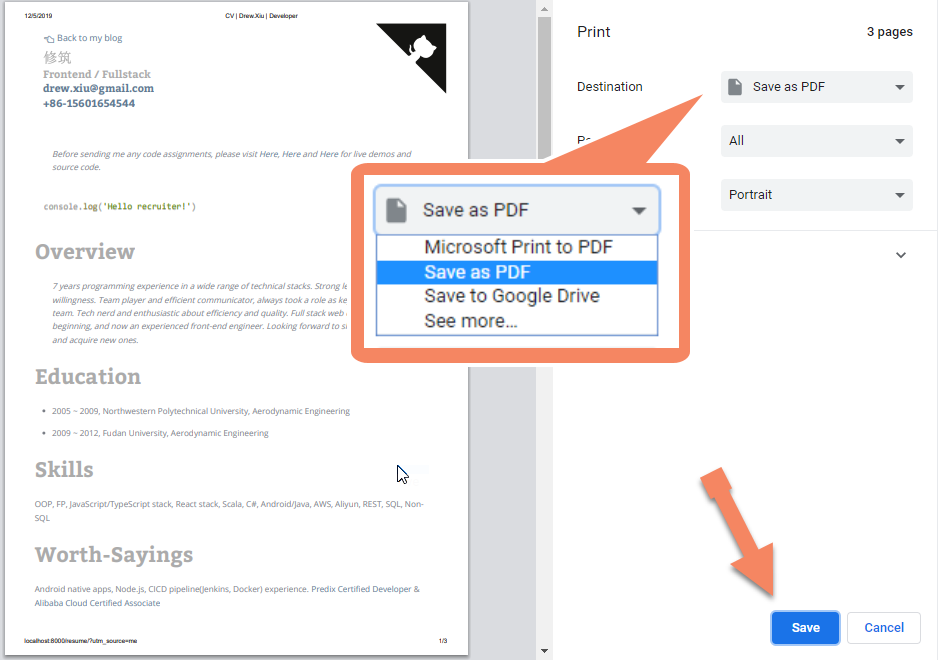 12/5/2019 CV | Drew.Xiu | Developer
Back to my blog
修筑
Frontend / Fullstack
drew.xiu@gmail.com
+86-15601654544
Before sending me any code assignments, please visit Here, Here and Here for live demos and
source code.
console.log('Hello recruiter!')
Overview
7 years programming experience in a wide range of technical stacks. Strong
willingness. Team player and efficient communicator, always took a role as
team. Tech nerd and enthusiastic about efficiency and quality. Full stack web
beginning, and now an experienced front-end engineer. Looking forward to
and acquire new ones.
Education
• 2005 ~ 2009, Northwestern Polytechnical University, Aerodynamic Engineering
• 2009 ~ 2012, Fudan University, Aerodynamic Engineering
Skills
OOP, FP, JavaScript/TypeScript stack, React stack, Scala, C#, Android/Java, AWS, Aliyun, REST, SQL, Non-
SQL
Worth-Sayings
Android native apps, Node.js, CICD pipeline(Jenkins, Docker) experience. Predix Certified Developer &
Alibaba Cloud Certified Associate
localhost:8000/resume/?utm_source=me 1/3
Print 3 pages
Destination Save as PDF
All
Portrait
Save as PDF
Microsoft Print to PDF
Save as PDF
Save to Google Drive
See more...
Save Cancel